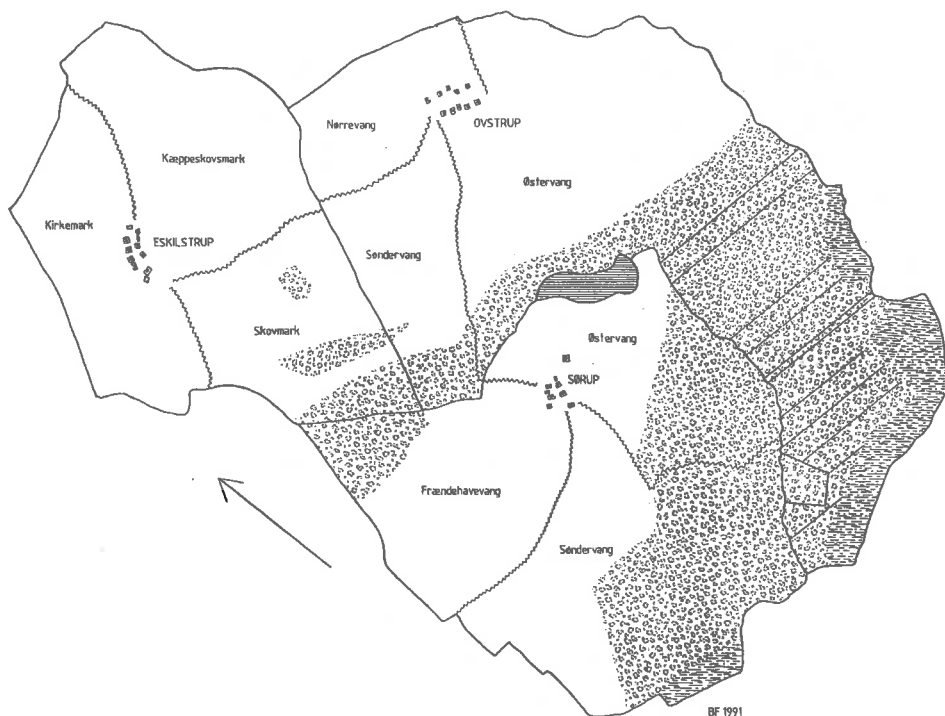 Nørrevang
OVSTRUP
Kæppeskovsmark
Østervang
Kirkemark
ESKILSTRUP
Søndervang
Skovmark
Østervang
SØRUP
Frændehavevang
Søndervang
BF 1991